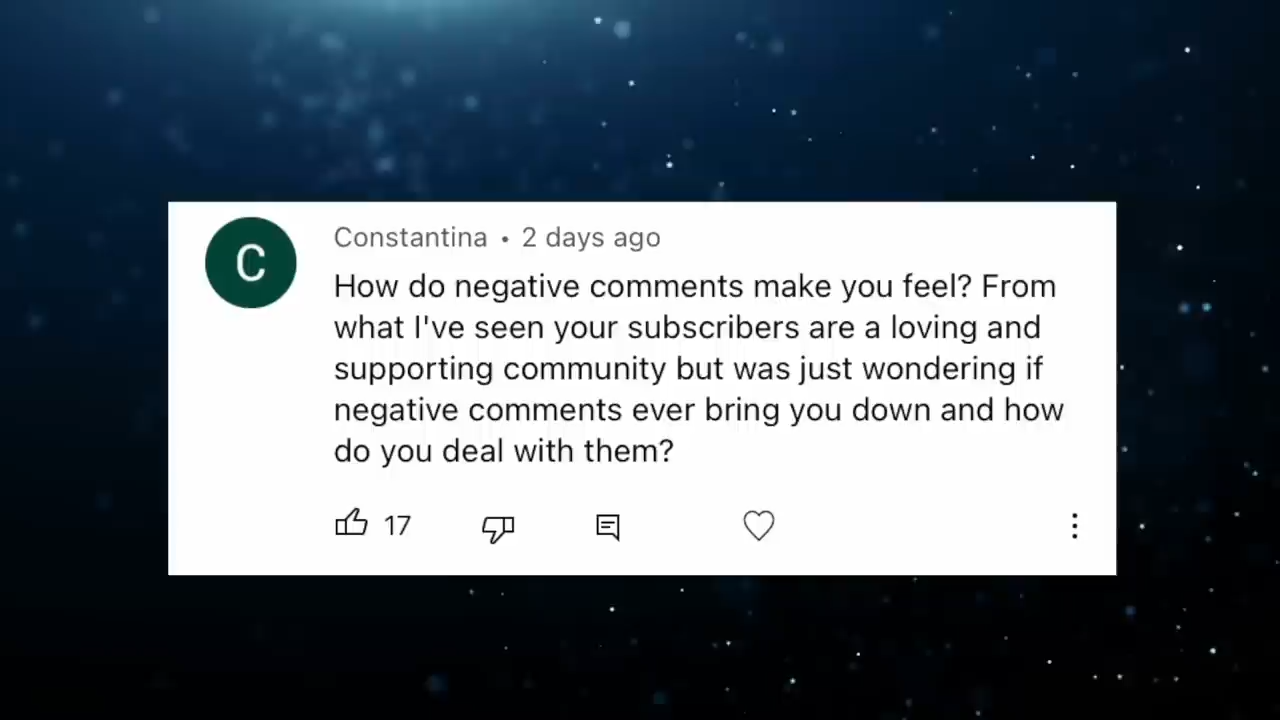 C
Constantina • 2 days ago
How do negative comments make you feel? From
what I've seen your subscribers are a loving and
supporting community but was just wondering if
negative comments ever bring you down and how
do you deal with them?
17